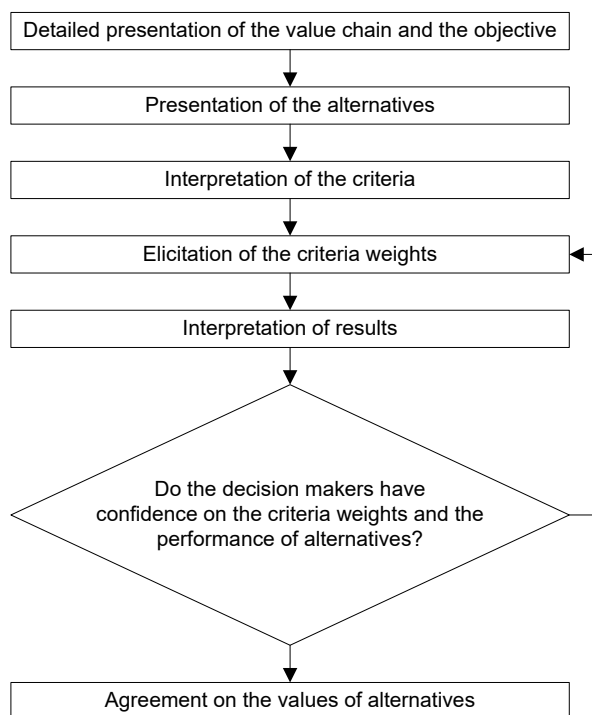 Detailed presentation of the value chain and the objective
Presentation of the alternatives
Interpretation of the criteria
Elicitation of the criteria weights
Interpretation of results
Do the decision makers have
confidence on the criteria weights and the
performance of alternatives?
Agreement on the values of alternatives